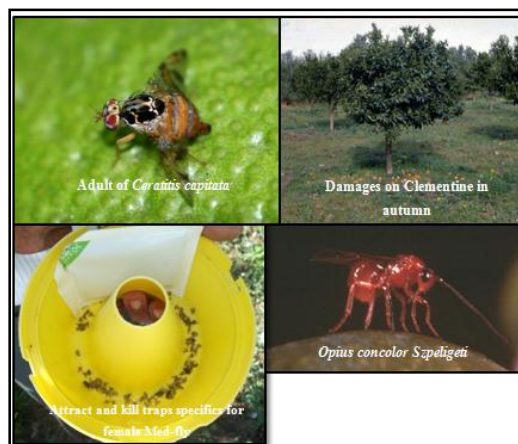 Adult of Ceratitis capitata
Damages on Clementine in
autumn
Opius concolor Szpeligeti
Attract and kill traps specifics for
female Med-fly